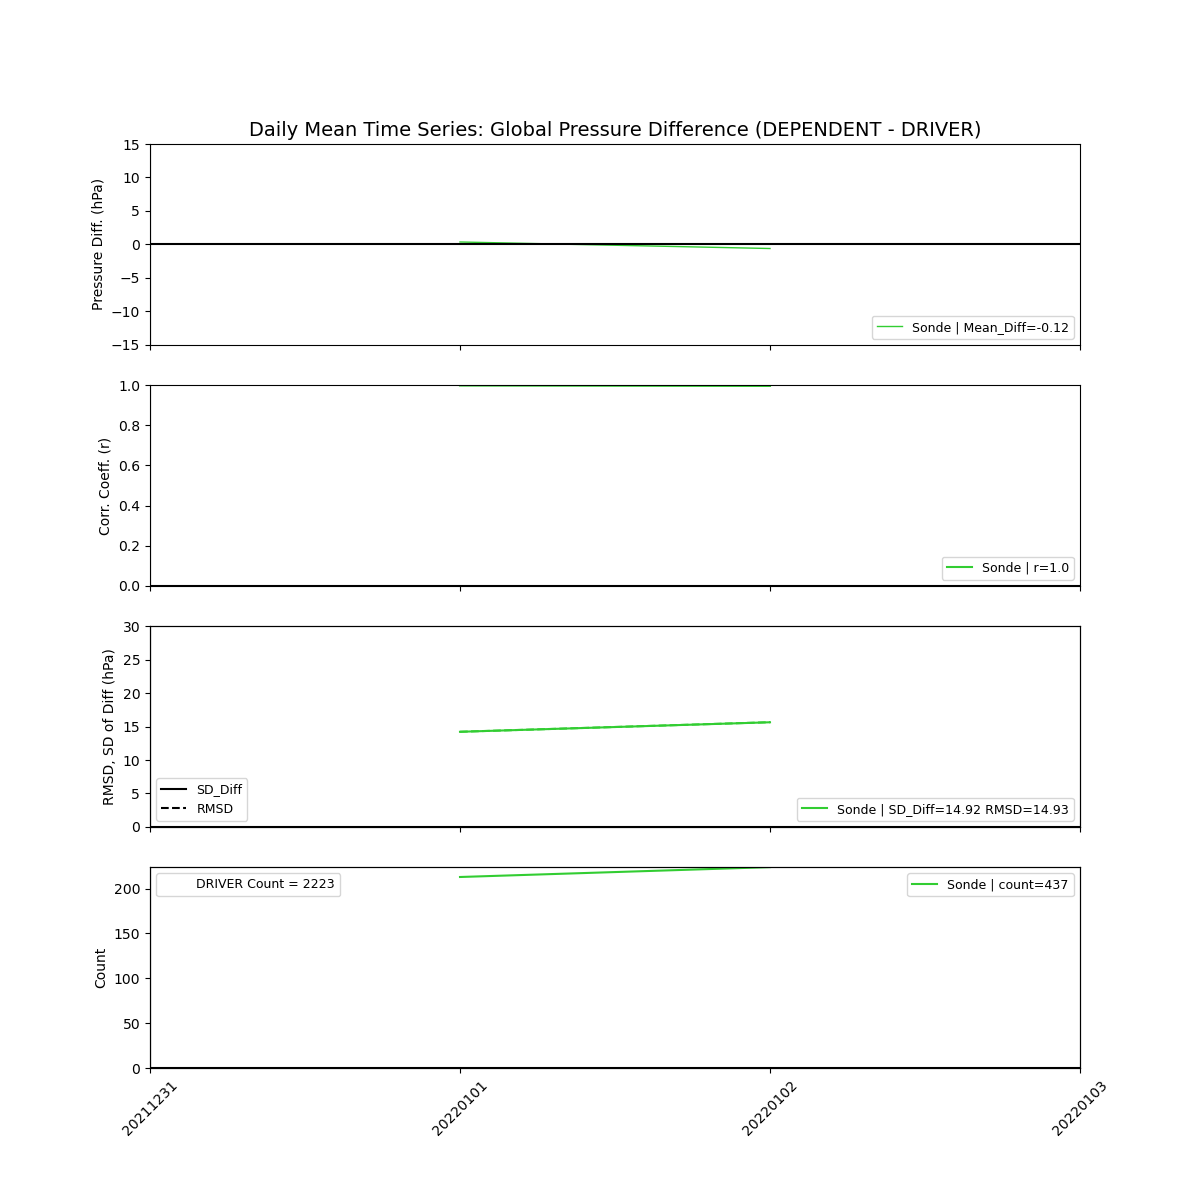 Daily Mean Time Series: Global Pressure Difference (DEPENDENT - DRIVER)
Pressure Diff. (hPa)
15
10
5
0
−5
−10
−15
Sonde | Mean_Diff=-0.12
Corr. Coeff. (r)
1.0
0.8
0.6
0.4
0.2
0.0
Sonde | r=1.0
RMSD, SD of Diff (hPa)
30
25
20
15
10
5
0
SD_Diff
RMSD
Sonde | SD_Diff=14.92 RMSD=14.93
Count
200
150
100
50
0
DRIVER Count = 2223
Sonde | count=437
20211231
20220101
20220102
20220103